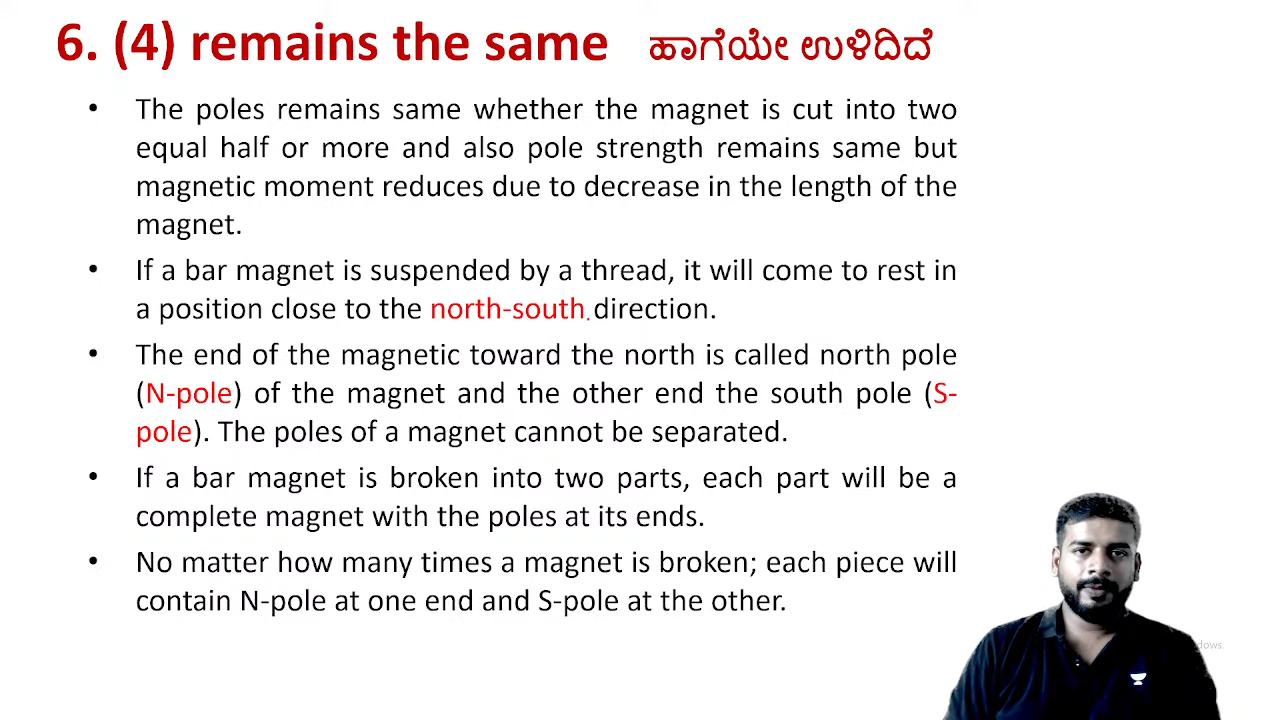 6. (4) remains the same ಹಾಗೆಯೇ ಉಳಿದಿದೆ
• The poles remains same whether the magnet is cut into two
equal half or more and also pole strength remains same but
magnetic moment reduces due to decrease in the length of the
magnet.
• If a bar magnet is suspended by a thread, it will come to rest in
a position close to the north-south.direction.
• The end of the magnetic toward the north is called north pole
(N-pole) of the magnet and the other end the south pole (S-
pole). The poles of a magnet cannot be separated.
• If a bar magnet is broken into two parts, each part will be a
complete magnet with the poles at its ends.
• No matter how many times a magnet is broken; each piece will
contain N-pole at one end and S-pole at the other.